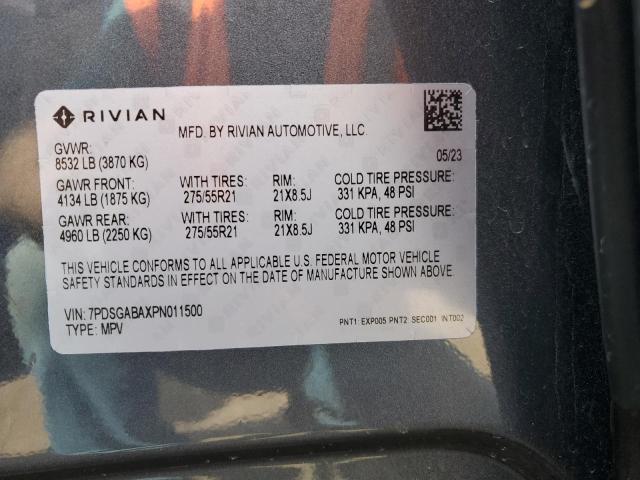 RIVIAN
MFD. BY RIVIAN AUTOMOTIVE, LLC
GVWR:
8532 LB (3870 KG)
05/23
GAWR FRONT: WITH TIRES: RIM: COLD TIRE PRESSURE:
4134 LB (1875 KG) 275/55R21 21X8.5J 331 KPA, 48 PSI
GAWR REAR: WITH TIRES: RIM: COLD TIRE PRESSURE:
4960 LB (2250 KG) 275/55R21 21X8.5J 331 KPA, 48 PSI
THIS VEHICLE CONFORMS TO ALL APPLICABLE U.S. FEDERAL MOTOR VEHICLE
SAFETY STANDARDS IN EFFECT ON THE DATE OF MANUFACTURE SHOWN ABOVE
VIN: 7PDSGABAXPN011500
TYPE: MPV
PNT1: EXP005 PNT2: SEC001 INT002